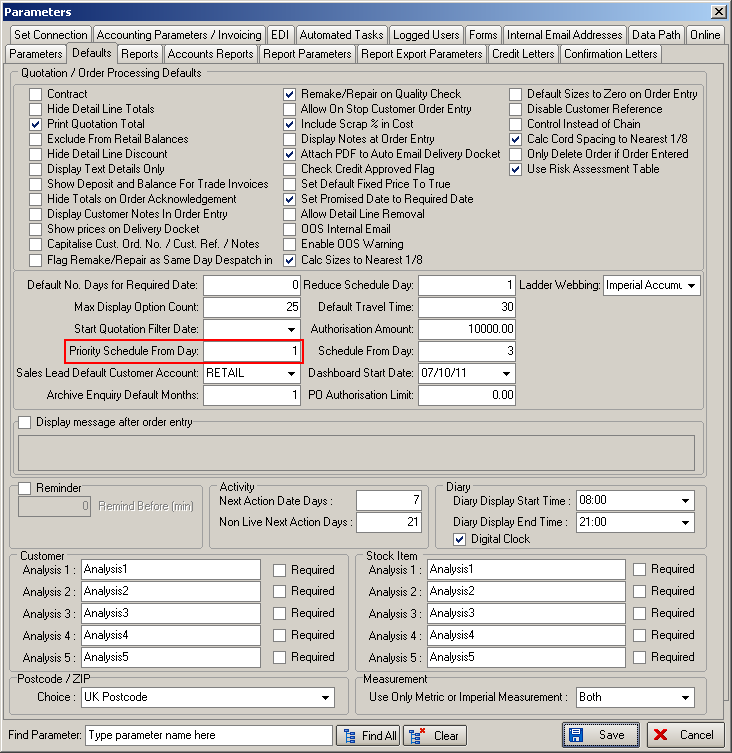 Parameters
Set Connection Accounting Parameters / Invoicing EDI Automated Tasks Logged Users Forms Internal Email Addresses Data Path Online
Parameters Defaults Reports Accounts Reports Report Parameters Report Export Parameters Credit Letters Confirmation Letters
Quotation / Order Processing Defaults
Contract Remake/Repair on Quality Check Default Sizes to Zero on Order Entry
Hide Detail Line Totals Allow On Stop Customer Order Entry Disable Customer Reference
Print Quotation Total Include Scrap % in Cost Control Instead of Chain
Exclude From Retail Balances Display Notes at Order Entry Calc Cord Spacing to Nearest 1/8
Hide Detail Line Discount Attach PDF to Auto Email Delivery Docket Only Delete Order if Order Entered
Display Text Details Only Check Credit Approved Flag Use Risk Assessment Table
Show Deposit and Balance For Trade Invoices Set Default Fixed Price To True
Hide Totals on Order Acknowledgement Set Promised Date to Required Date
Display Customer Notes In Order Entry Allow Detail Line Removal
Show prices on Delivery Docket OOS Internal Email
Capitalise Cust. Ord. No. / Cust. Ref. / Notes Enable OOS Warning
Flag Remake/Repair as Same Day Despatch in Calc Sizes to Nearest 1/8
Default No. Days for Required Date: 0 Reduce Schedule Day: 1 Ladder Webbing: Imperial Accumu
Max Display Option Count: 25 Default Travel Time: 30
Start Quotation Filter Date: Authorisation Amount: 10000.00
Priority Schedule From Day: 1 Schedule From Day: 3
Sales Lead Default Customer Account: RETAIL Dashboard Start Date: 07/10/11
Archive Enquiry Default Months: 1 PO Authorisation Limit: 0.00
Display message after order entry
Reminder Activity Diary
0 Remind Before (min) Next Action Date Days : 7 Diary Display Start Time : 08:00
Non Live Next Action Days : 21 Diary Display End Time : 21:00
Digital Clock
Customer Stock Item
Analysis 1 : Analysis1 Required Analysis 1 : Analysis1 Required
Analysis 2 : Analysis2 Required Analysis 2 : Analysis2 Required
Analysis 3 : Analysis3 Required Analysis 3 : Analysis3 Required
Analysis 4 : Analysis4 Required Analysis 4 : Analysis4 Required
Analysis 5 : Analysis5 Required Analysis 5 : Analysis5 Required
Postcode / ZIP Measurement
Choice : UK Postcode Use Only Metric or Imperial Measurement : Both
Find Parameter: Type parameter name here Find All Clear Save Cancel